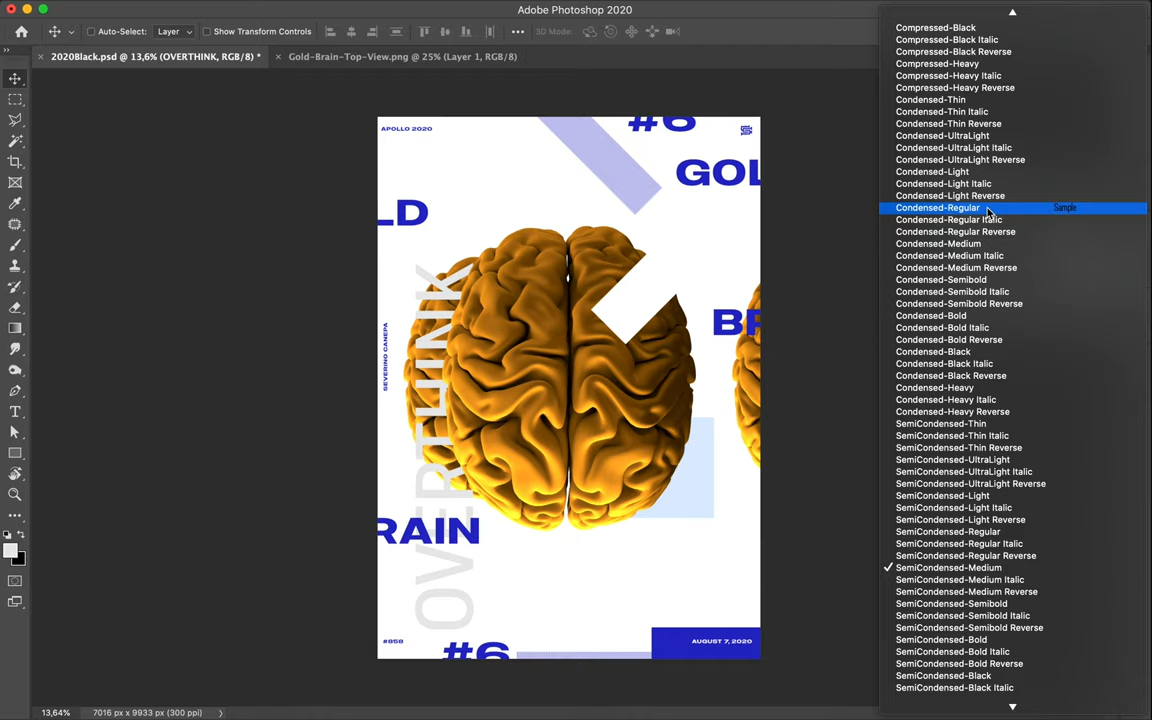 Adobe Photoshop 2020
Auto-Select:
Layer
Show Transform Controls
3D Mode:
2020Black.psd @ 13,6% (OVERTHINK, RGB/8) *
Gold-Brain-Top-View.png @ 25% (Layer 1, RGB/8)
APOLLO 2020
#6
GOL
LD
OVERTHINK
SEVERINO CANEPA
BR
RAIN
#858
#6
AUGUST 7, 2020
13,64%
7016 px x 9933 px (300 ppi)
Compressed-Black
Compressed-Black Italic
Compressed-Black Reverse
Compressed-Heavy
Compressed-Heavy Italic
Compressed-Heavy Reverse
Condensed-Thin
Condensed-Thin Italic
Condensed-Thin Reverse
Condensed-UltraLight
Condensed-UltraLight Italic
Condensed-UltraLight Reverse
Condensed-Light
Condensed-Light Italic
Condensed-Light Reverse
Condensed-Regular Sample
Condensed-Regular Italic
Condensed-Regular Reverse
Condensed-Medium
Condensed-Medium Italic
Condensed-Medium Reverse
Condensed-Semibold
Condensed-Semibold Italic
Condensed-Semibold Reverse
Condensed-Bold
Condensed-Bold Italic
Condensed-Bold Reverse
Condensed-Black
Condensed-Black Italic
Condensed-Black Reverse
Condensed-Heavy
Condensed-Heavy Italic
Condensed-Heavy Reverse
SemiCondensed-Thin
SemiCondensed-Thin Italic
SemiCondensed-Thin Reverse
SemiCondensed-UltraLight
SemiCondensed-UltraLight Italic
SemiCondensed-UltraLight Reverse
SemiCondensed-Light
SemiCondensed-Light Italic
SemiCondensed-Light Reverse
SemiCondensed-Regular
SemiCondensed-Regular Italic
SemiCondensed-Regular Reverse
SemiCondensed-Medium
SemiCondensed-Medium Italic
SemiCondensed-Medium Reverse
SemiCondensed-Semibold
SemiCondensed-Semibold Italic
SemiCondensed-Semibold Reverse
SemiCondensed-Bold
SemiCondensed-Bold Italic
SemiCondensed-Bold Reverse
SemiCondensed-Black
SemiCondensed-Black Italic